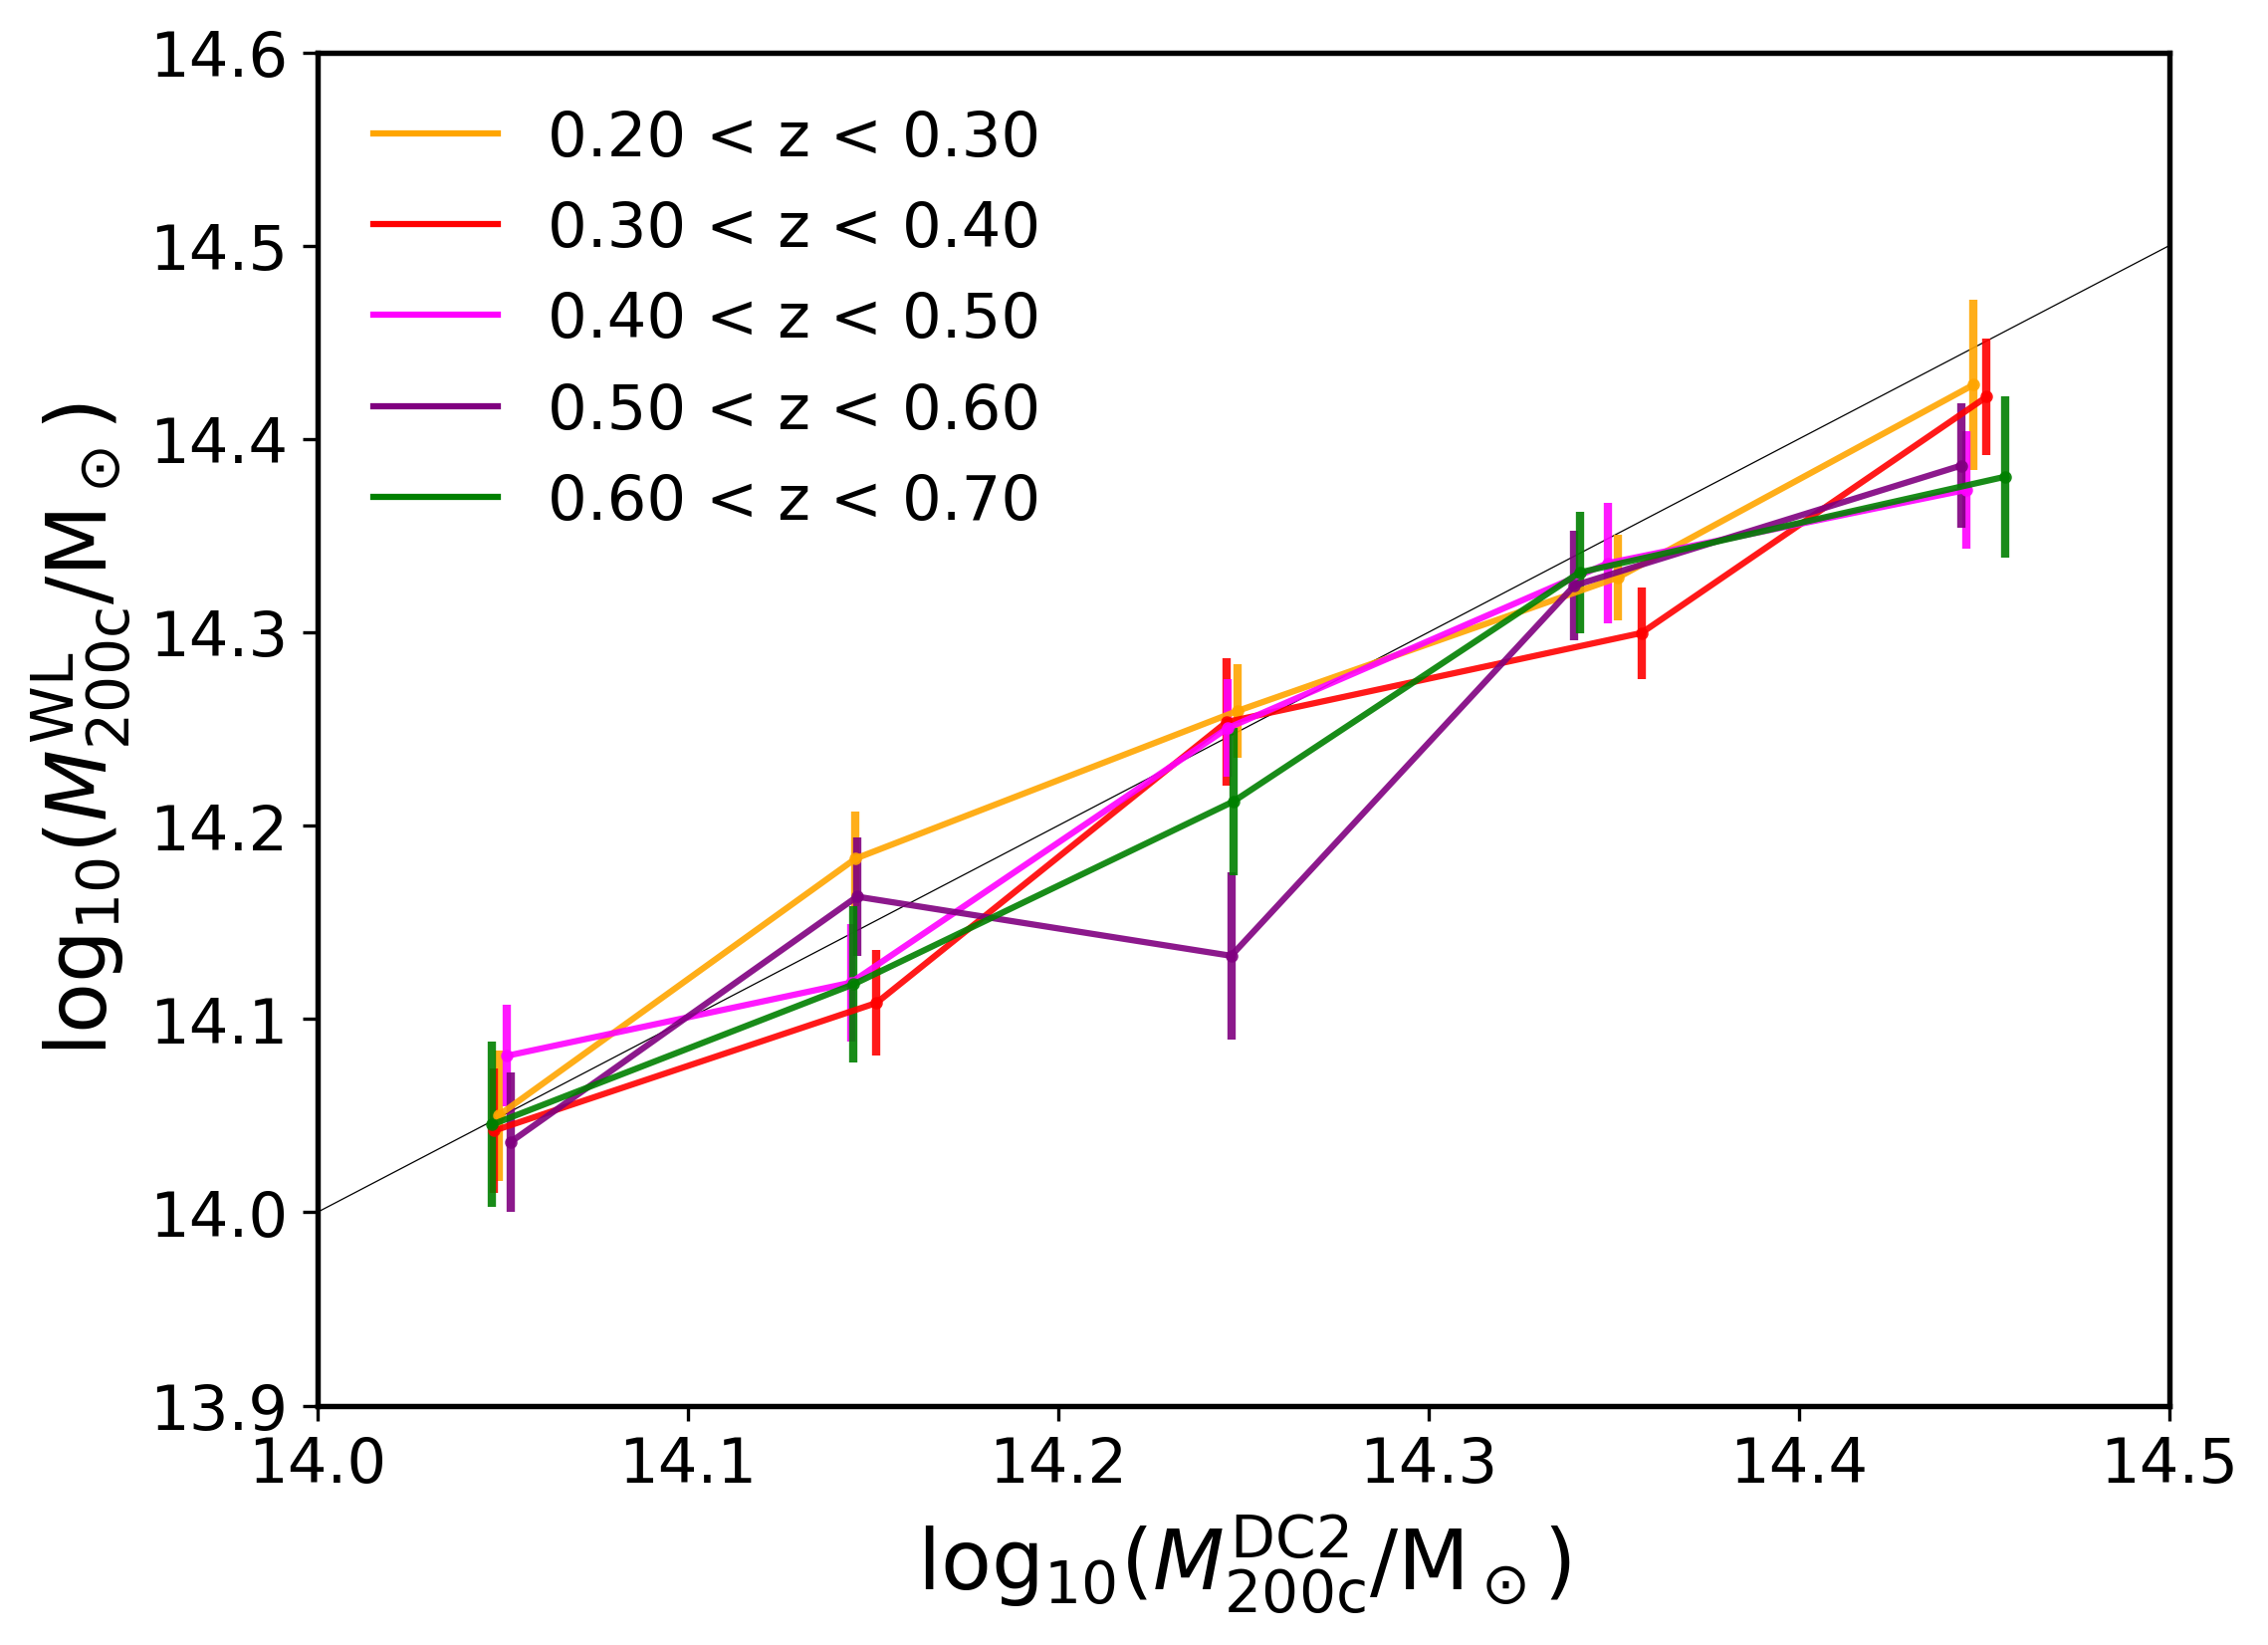 14.6
14.5
14.4
14.3
14.2
14.1
14.0
13.9
log₁₀(M^WL_200c/M⊙)
0.20 < z < 0.30
0.30 < z < 0.40
0.40 < z < 0.50
0.50 < z < 0.60
0.60 < z < 0.70
14.0 14.1 14.2 14.3 14.4 14.5
log₁₀(M^DC2_200c/M⊙)